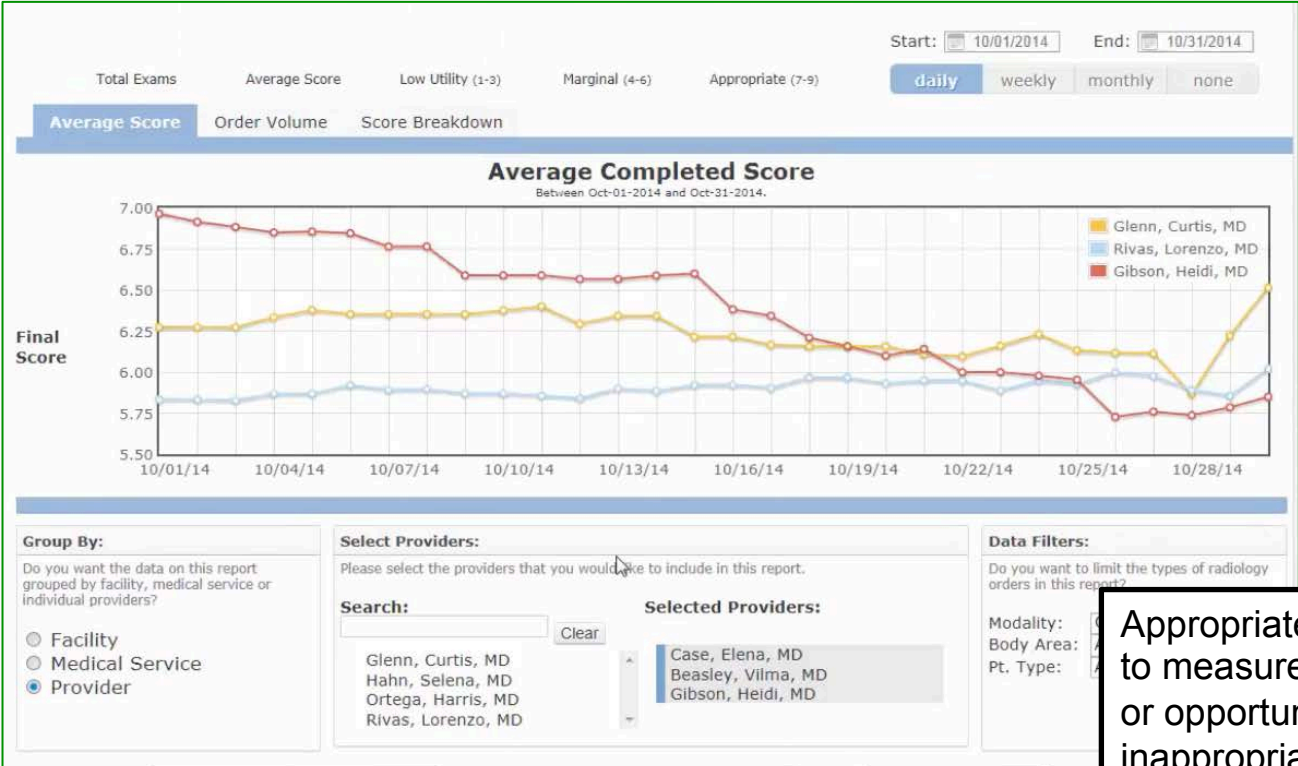 Start: 10/01/2014 End: 10/31/2014
Total Exams Average Score Low Utility (1-3) Marginal (4-6) Appropriate (7-9) daily weekly monthly none
Average Score Order Volume Score Breakdown
Average Completed Score
Between Oct-01-2014 and Oct-31-2014.
7.00
6.75
6.50
6.25
6.00
5.75
5.50
Final
Score
Glenn, Curtis, MD
Rivas, Lorenzo, MD
Gibson, Heidi, MD
10/01/14 10/04/14 10/07/14 10/10/14 10/13/14 10/16/14 10/19/14 10/22/14 10/25/14 10/28/14
Group By:
Do you want the data on this report
grouped by facility, medical service or
individual providers?
Facility
Medical Service
Provider
Select Providers:
Please select the providers that you would like to include in this report.
Search:
Clear
Glenn, Curtis, MD
Hahn, Selena, MD
Ortega, Harris, MD
Rivas, Lorenzo, MD
Selected Providers:
Case, Elena, MD
Beasley, Vilma, MD
Gibson, Heidi, MD
Data Filters:
Do you want to limit the types of radiology
orders in this report?
Modality:
Body Area:
Pt. Type:
Appropriate
to measure
or